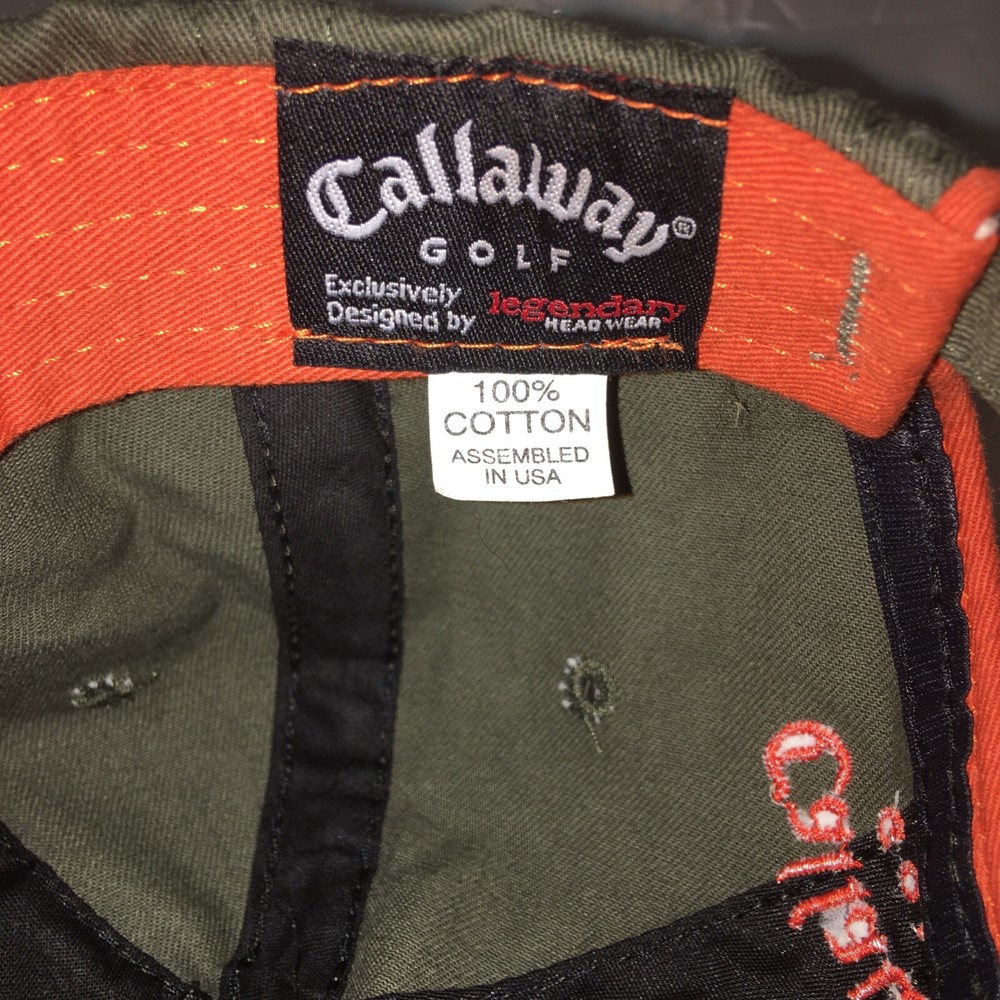 Callaway®
GOLF
Exclusively
Designed by
legendary
HEAD WEAR
100%
COTTON
ASSEMBLED
IN USA